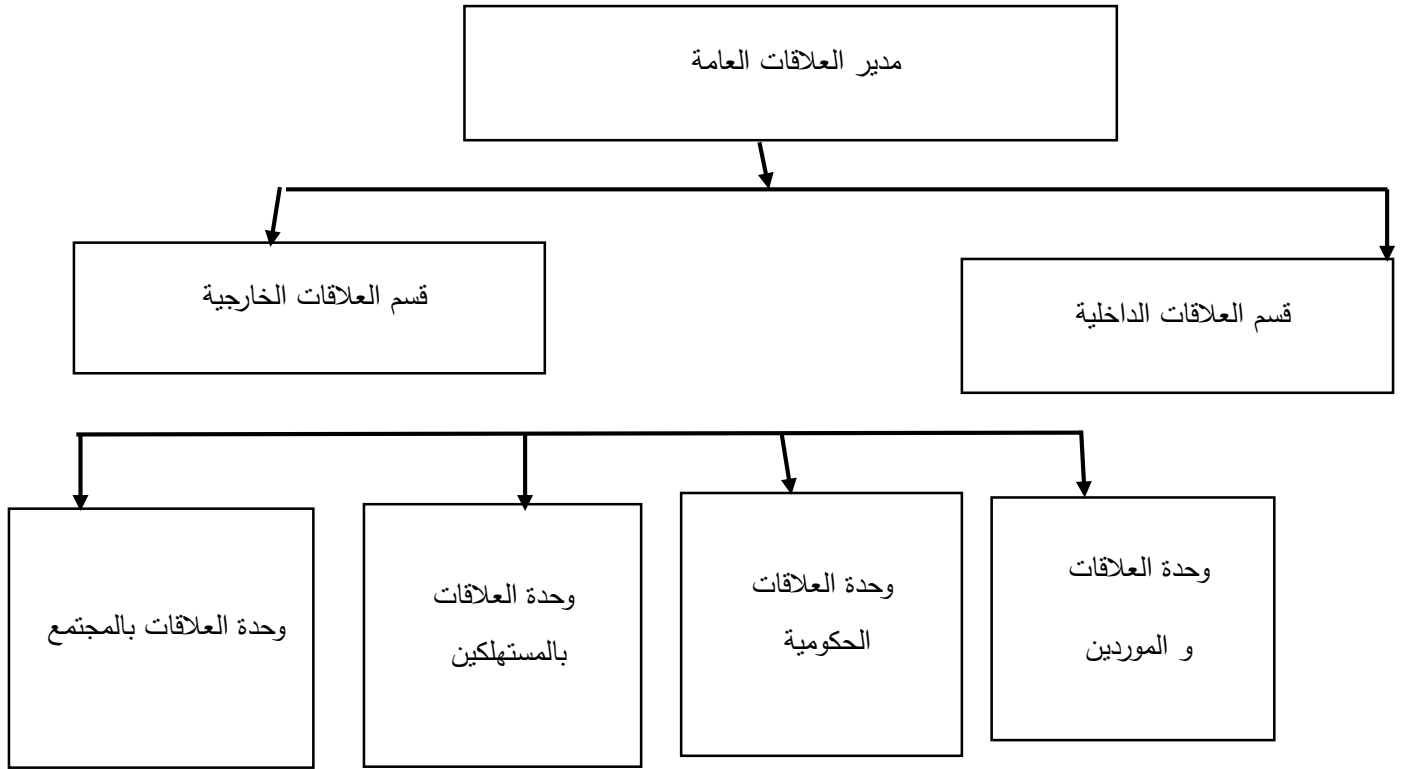 مدير العلاقات العامة
قسم العلاقات الداخلية
قسم العلاقات الخارجية
وحدة العلاقات
و الموردين
وحدة العلاقات
الحكومية
وحدة العلاقات
بالمستهلكين
وحدة العلاقات بالمجتمع